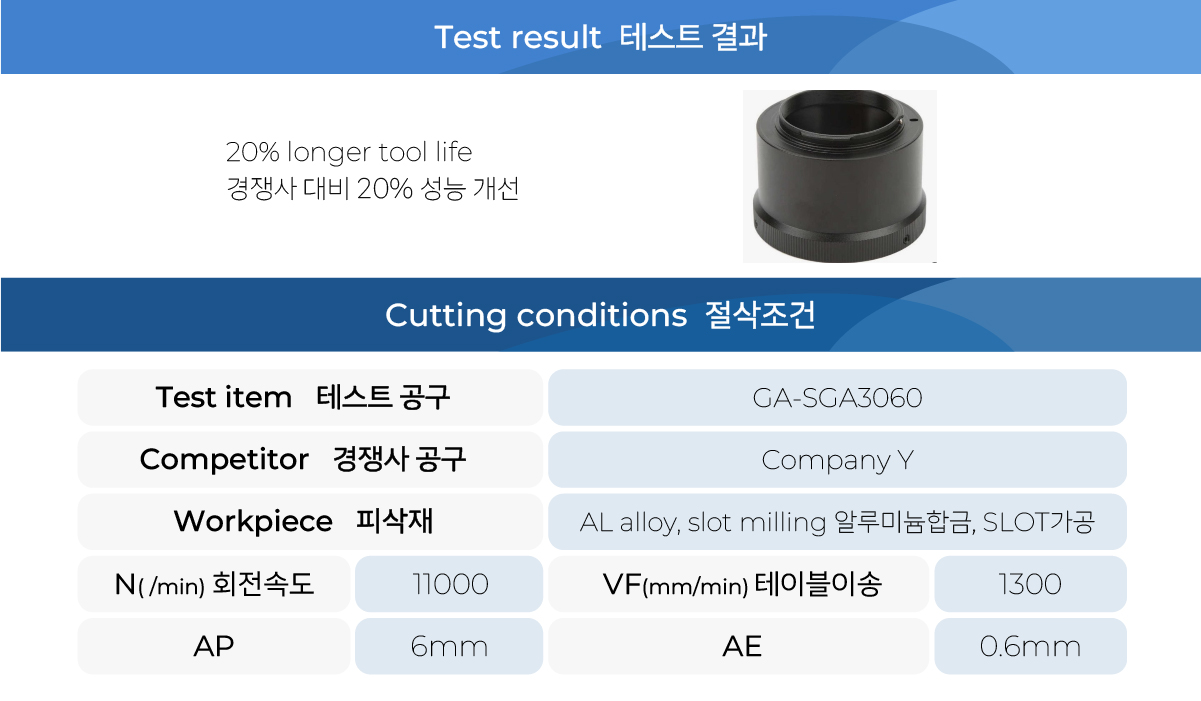 Test result 테스트 결과
20% longer tool life
경쟁사 대비 20% 성능 개선
Cutting conditions 절삭조건
Test item 테스트 공구 GA-SGA3060
Competitor 경쟁사 공구 Company Y
Workpiece 피삭재 AL alloy, slot milling 알루미늄합금, SLOT가공
N( /min) 회전속도 11000 VF(mm/min) 테이블이송 1300
AP 6mm AE 0.6mm